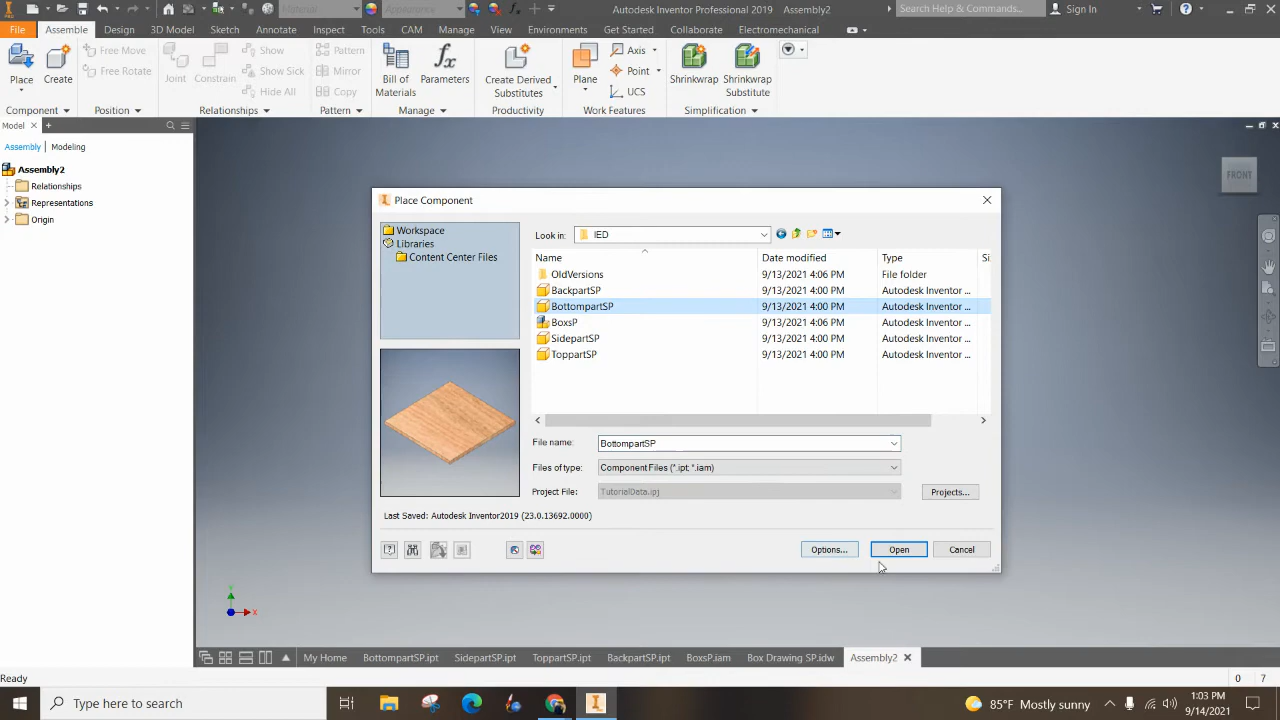 Material
Appearance
Autodesk Inventor Professional 2019 Assembly2
Search Help & Commands...
Sign In
File
Assemble
Design
3D Model
Sketch
Annotate
Inspect
Tools
CAM
Manage
View
Environments
Get Started
Collaborate
Electromechanical
Place
Create
Free Move
Free Rotate
Joint
Constrain
Show
Show Sick
Hide All
Pattern
Mirror
Copy
Bill of Materials
Parameters
Create Derived Substitutes
Plane
Axis
Point
UCS
Shrinkwrap
Shrinkwrap Substitute
Component
Position
Relationships
Pattern
Manage
Productivity
Work Features
Simplification
Model
Assembly
Modeling
Assembly2
Relationships
Representations
Origin
FRONT
Place Component
Workspace
Libraries
Content Center Files
Look in: IED
Name Date modified Type Si
OldVersions 9/13/2021 4:06 PM File folder
BackpartSP 9/13/2021 4:00 PM Autodesk Inventor ...
BottompartSP 9/13/2021 4:00 PM Autodesk Inventor ...
BoxsP 9/13/2021 4:06 PM Autodesk Inventor ...
SidepartSP 9/13/2021 4:00 PM Autodesk Inventor ...
ToppartSP 9/13/2021 4:00 PM Autodesk Inventor ...
File name: BottompartSP
Files of type: Component Files (*.ipt; *.iam)
Project File: TutorialData.ipj
Projects...
Last Saved: Autodesk Inventor2019 (23.0.13692.0000)
Options...
Open
Cancel
Y
X
My Home
BottompartSP.ipt
SidepartSP.ipt
ToppartSP.ipt
BackpartSP.ipt
BoxsP.iam
Box Drawing SP.idw
Assembly2
Ready
0 7
Type here to search
85°F Mostly sunny
1:03 PM
9/14/2021